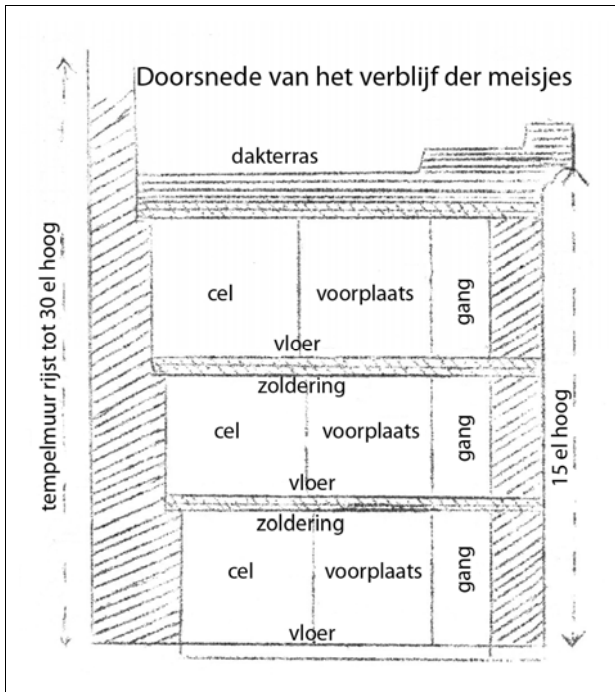 Doorsnede van het verblijf der meisjes
dakterras
tempelmuur rijst tot 30 el hoog
cel
voorplaats
gang
vloer
zoldering
cel
voorplaats
gang
15 el hoog
vloer
zoldering
cel
voorplaats
gang
vloer